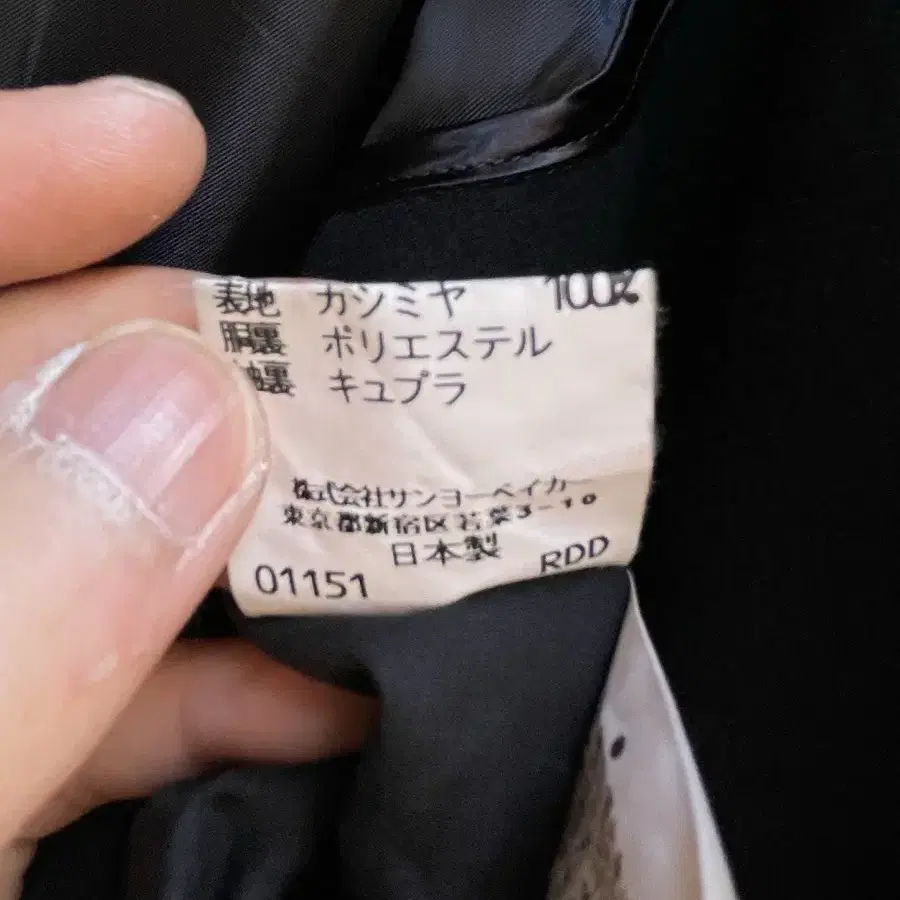 表地 カシミヤ 100%
胴裏 ポリエステル
袖裏 キュプラ
株式会社サンヨーベイカー
東京都新宿区若葉3-10
日本製 RDD
01151